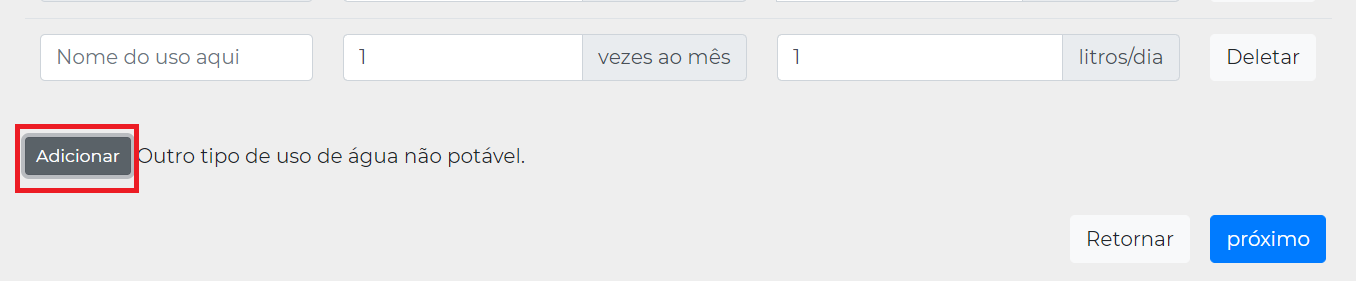 Nome do uso aqui 1 vezes ao mês 1 litros/dia Deletar
Adicionar Outro tipo de uso de água não potável.
Retornar próximo